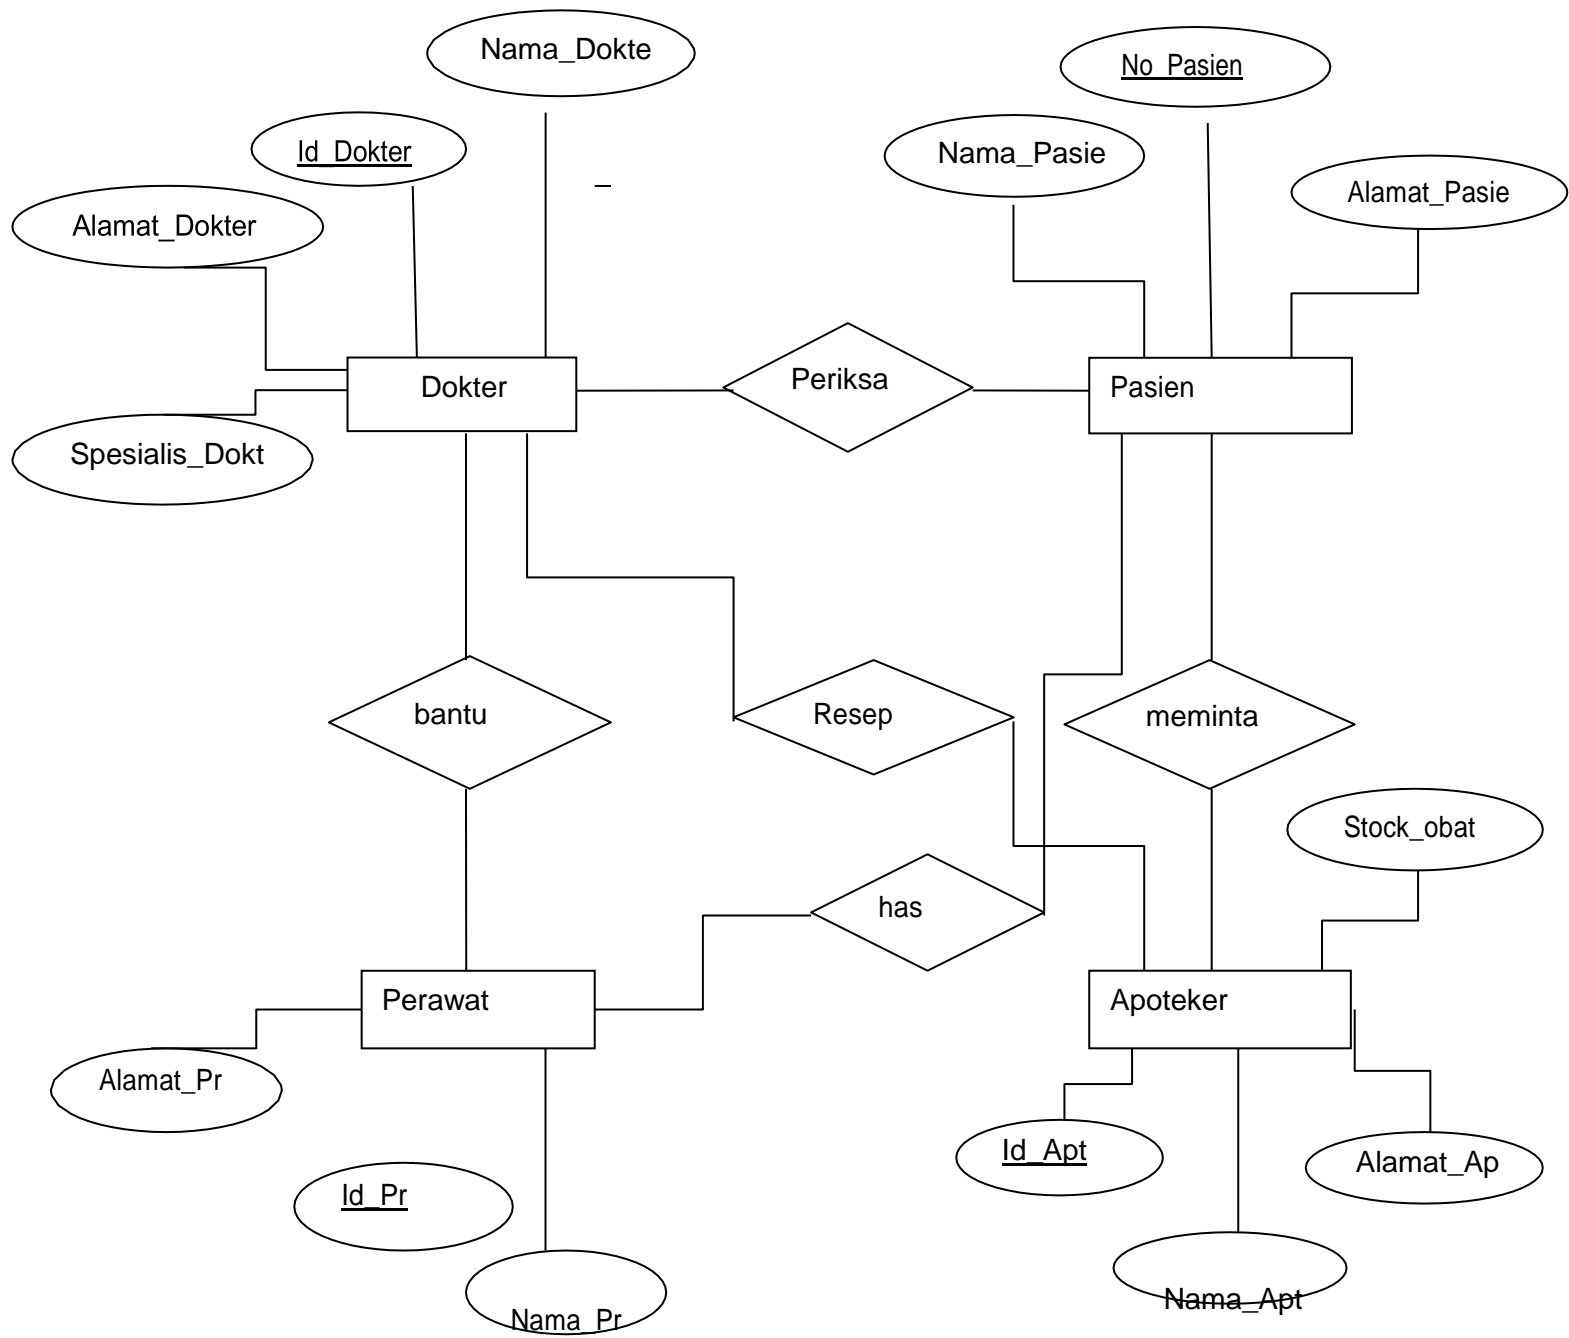 Nama_Dokte
No_Pasien
Id_Dokter
Nama_Pasie
Alamat_Pasie
Alamat_Dokter
Dokter
Periksa
Pasien
Spesialis_Dokt
bantu
Resep
meminta
Stock_obat
has
Perawat
Apoteker
Alamat_Pr
Id_Apt
Alamat_Ap
Id_Pr
Nama_Pr
Nama_Apt